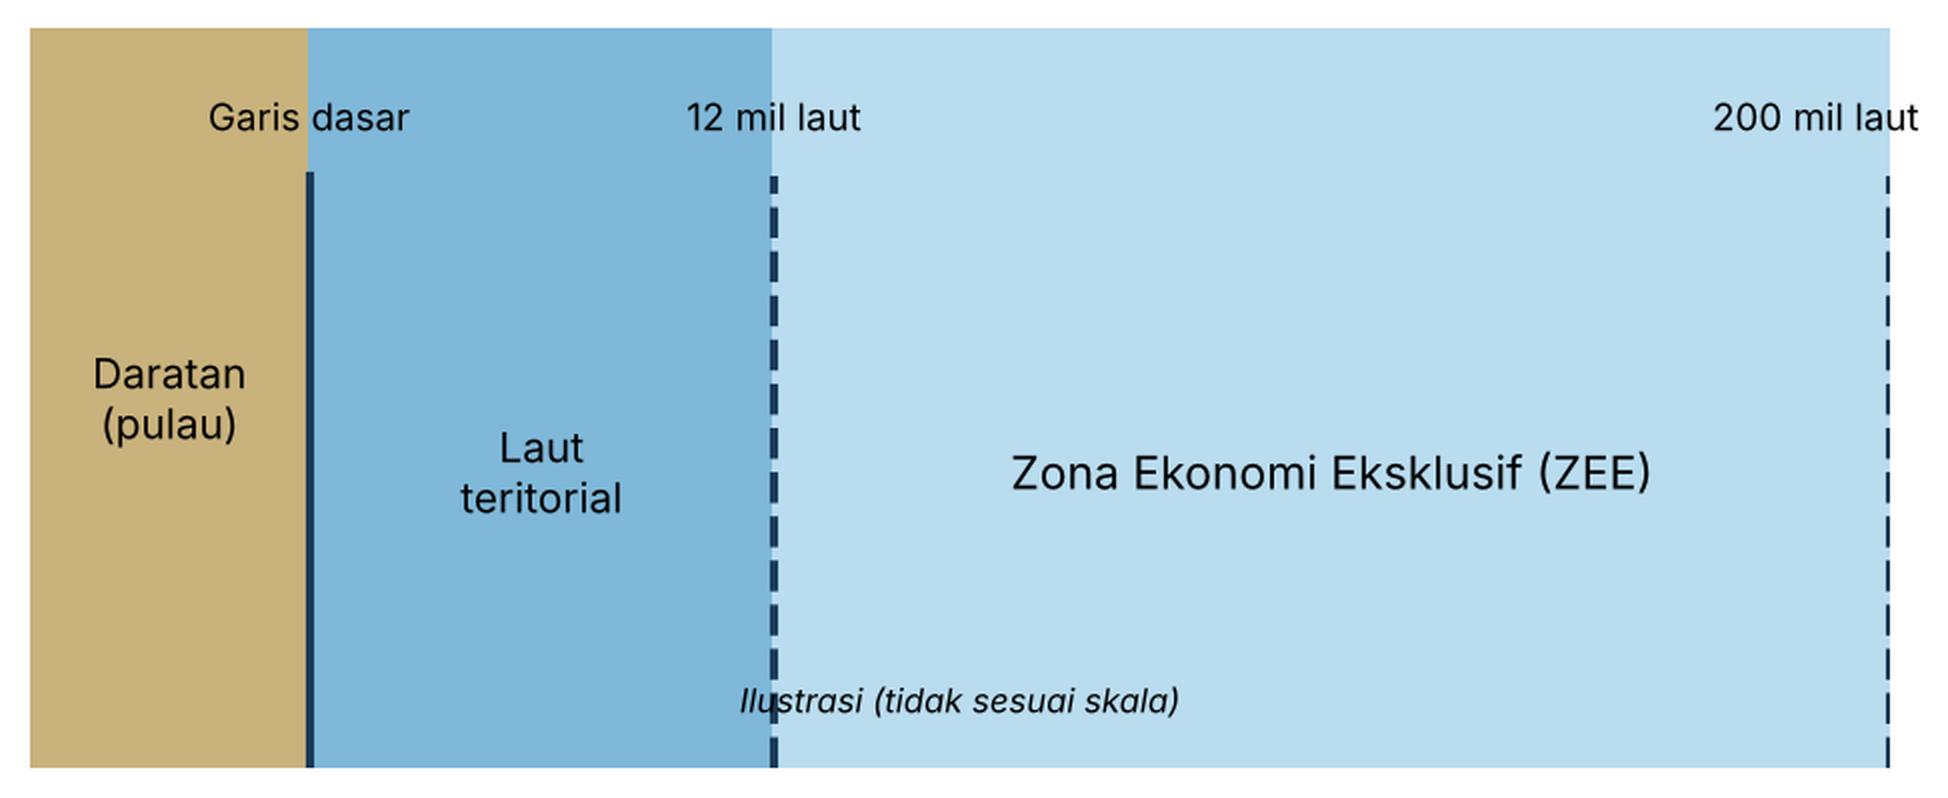 Garis dasar
12 mil laut
200 mil laut
Daratan
(pulau)
Laut
teritorial
Zona Ekonomi Eksklusif (ZEE)
Ilustrasi (tidak sesuai skala)